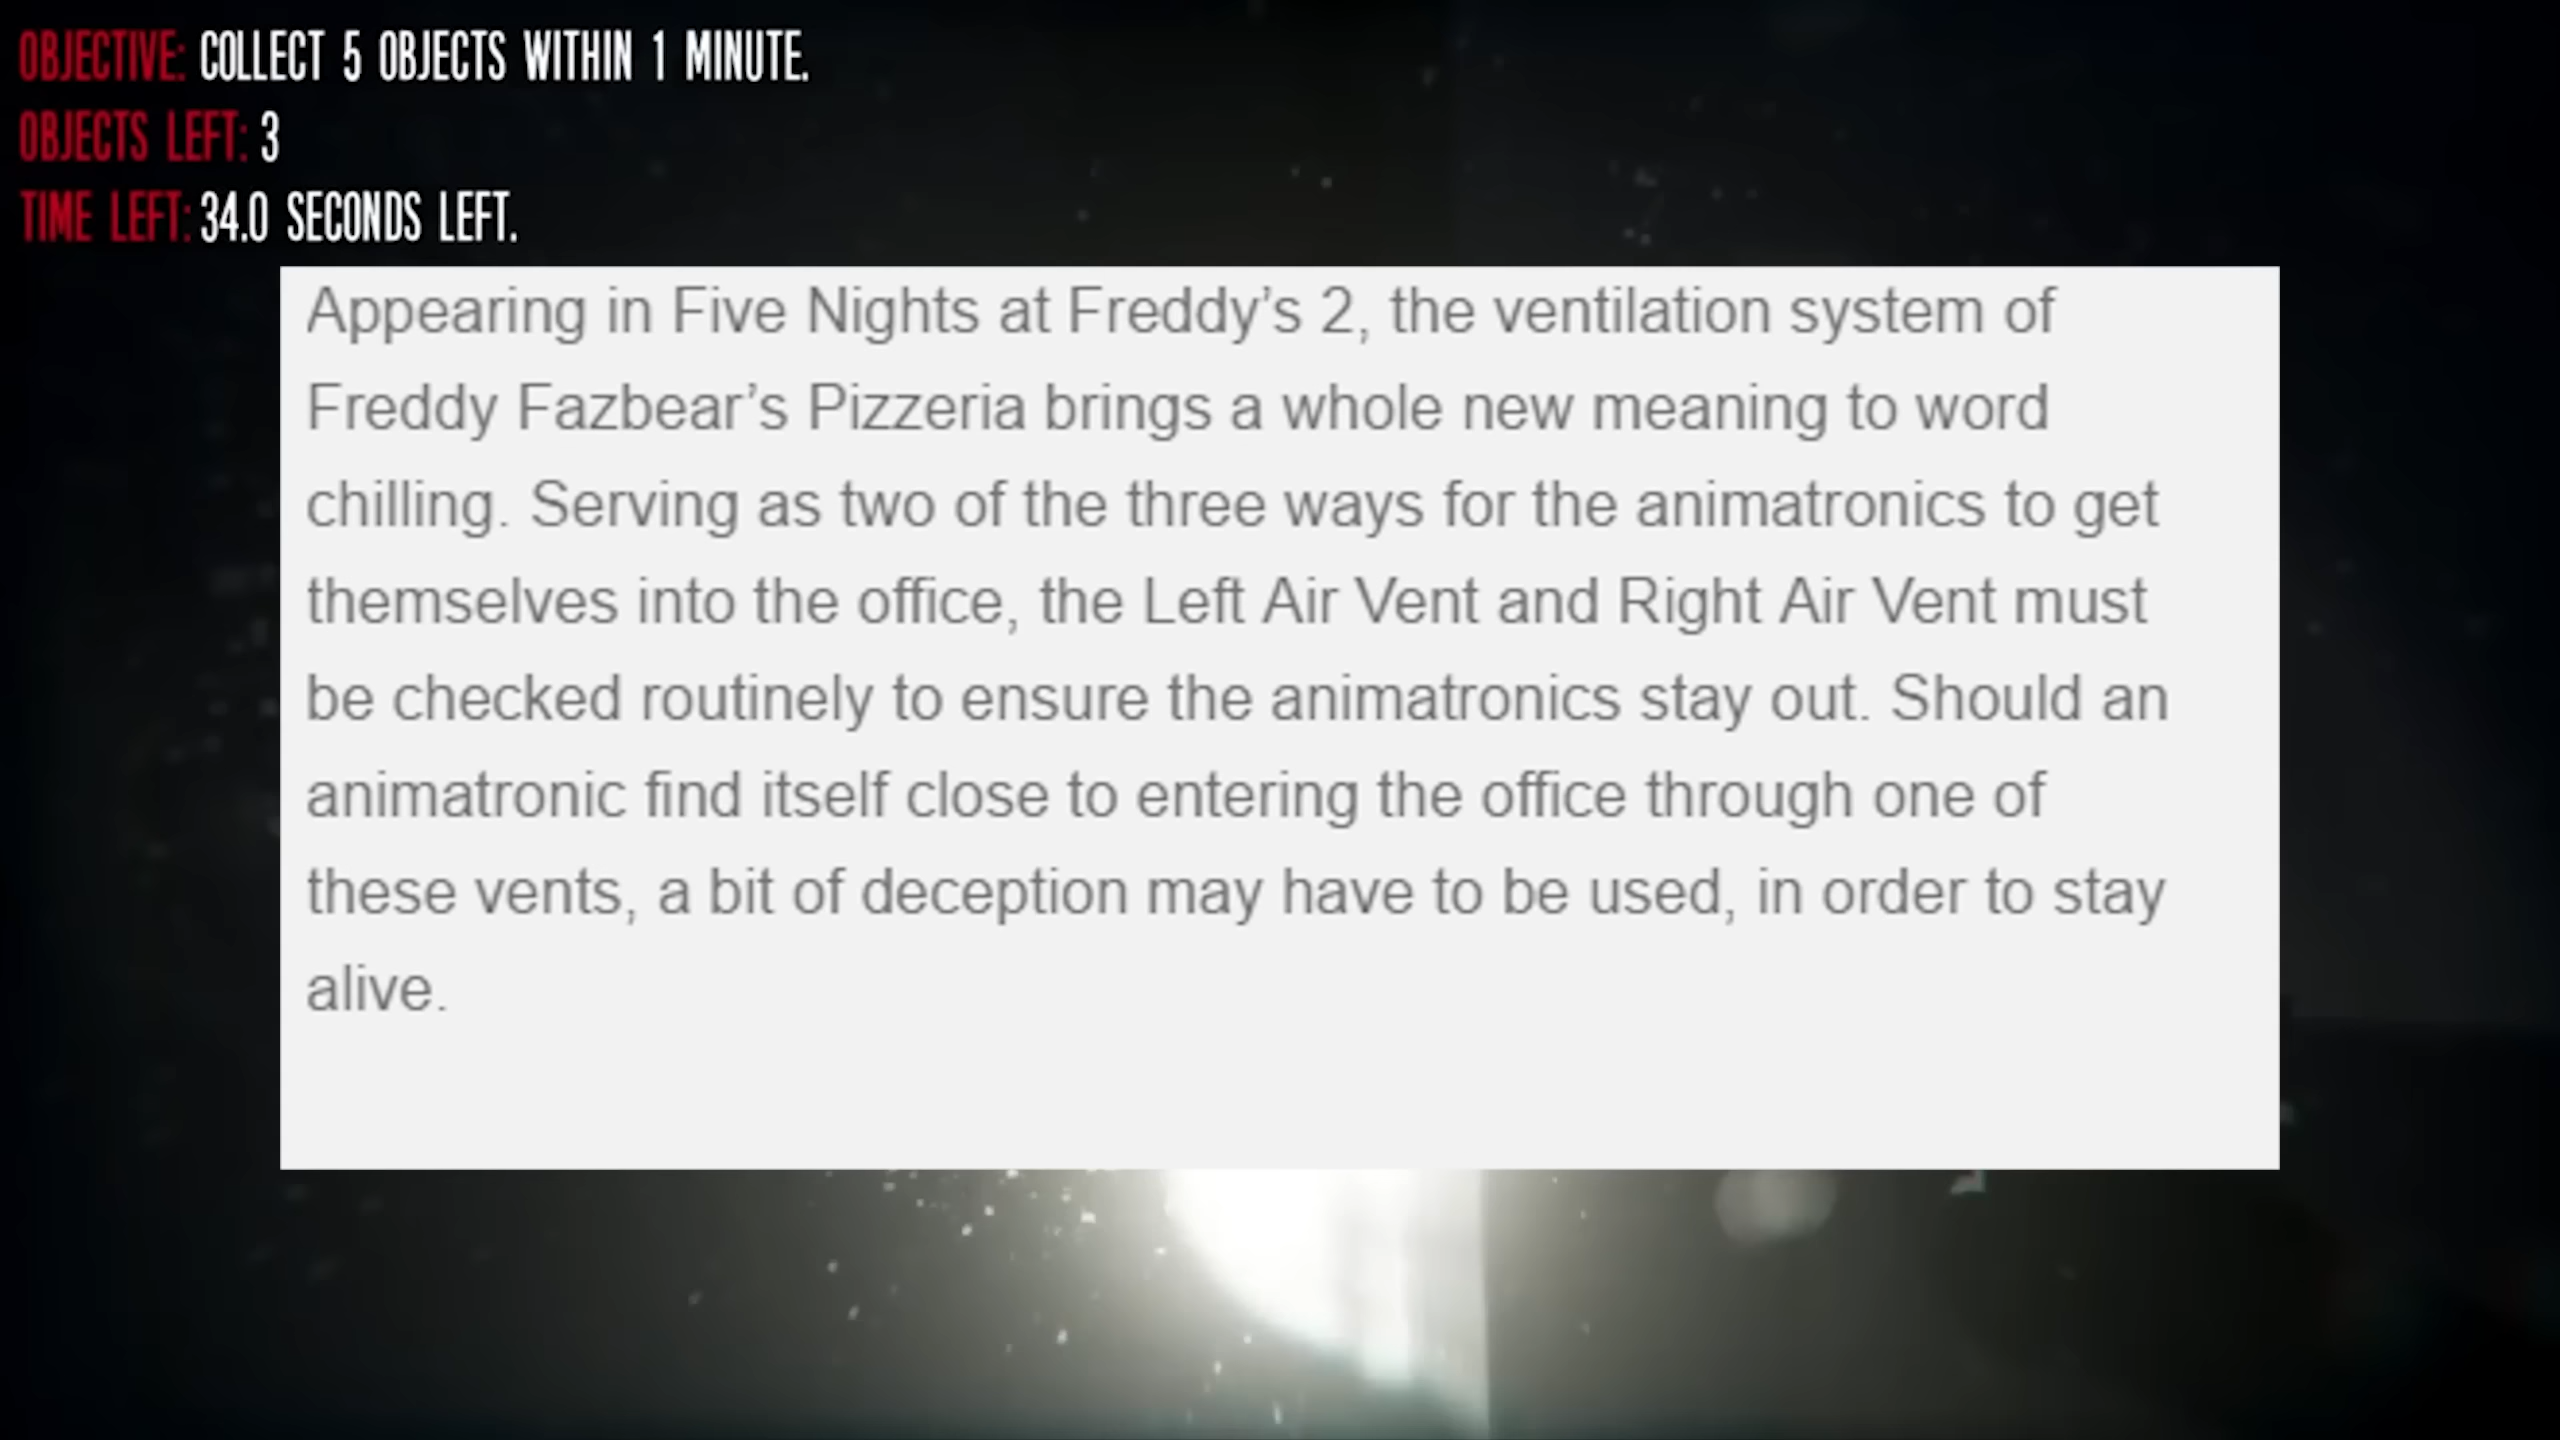 OBJECTIVE: COLLECT 5 OBJECTS WITHIN 1 MINUTE.
OBJECTS LEFT: 3
TIME LEFT: 34.0 SECONDS LEFT.
Appearing in Five Nights at Freddy’s 2, the ventilation system of
Freddy Fazbear’s Pizzeria brings a whole new meaning to word
chilling. Serving as two of the three ways for the animatronics to get
themselves into the office, the Left Air Vent and Right Air Vent must
be checked routinely to ensure the animatronics stay out. Should an
animatronic find itself close to entering the office through one of
these vents, a bit of deception may have to be used, in order to stay
alive.